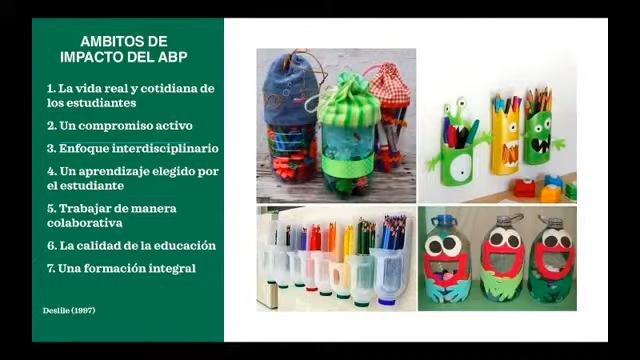 AMBITOS DE
IMPACTO DEL ABP
1. La vida real y cotidiana de
los estudiantes
2. Un compromiso activo
3. Enfoque interdisciplinario
4. Un aprendizaje elegido por
el estudiante
5. Trabajar de manera
colaborativa
6. La calidad de la educación
7. Una formación integral
Deslile (1997)